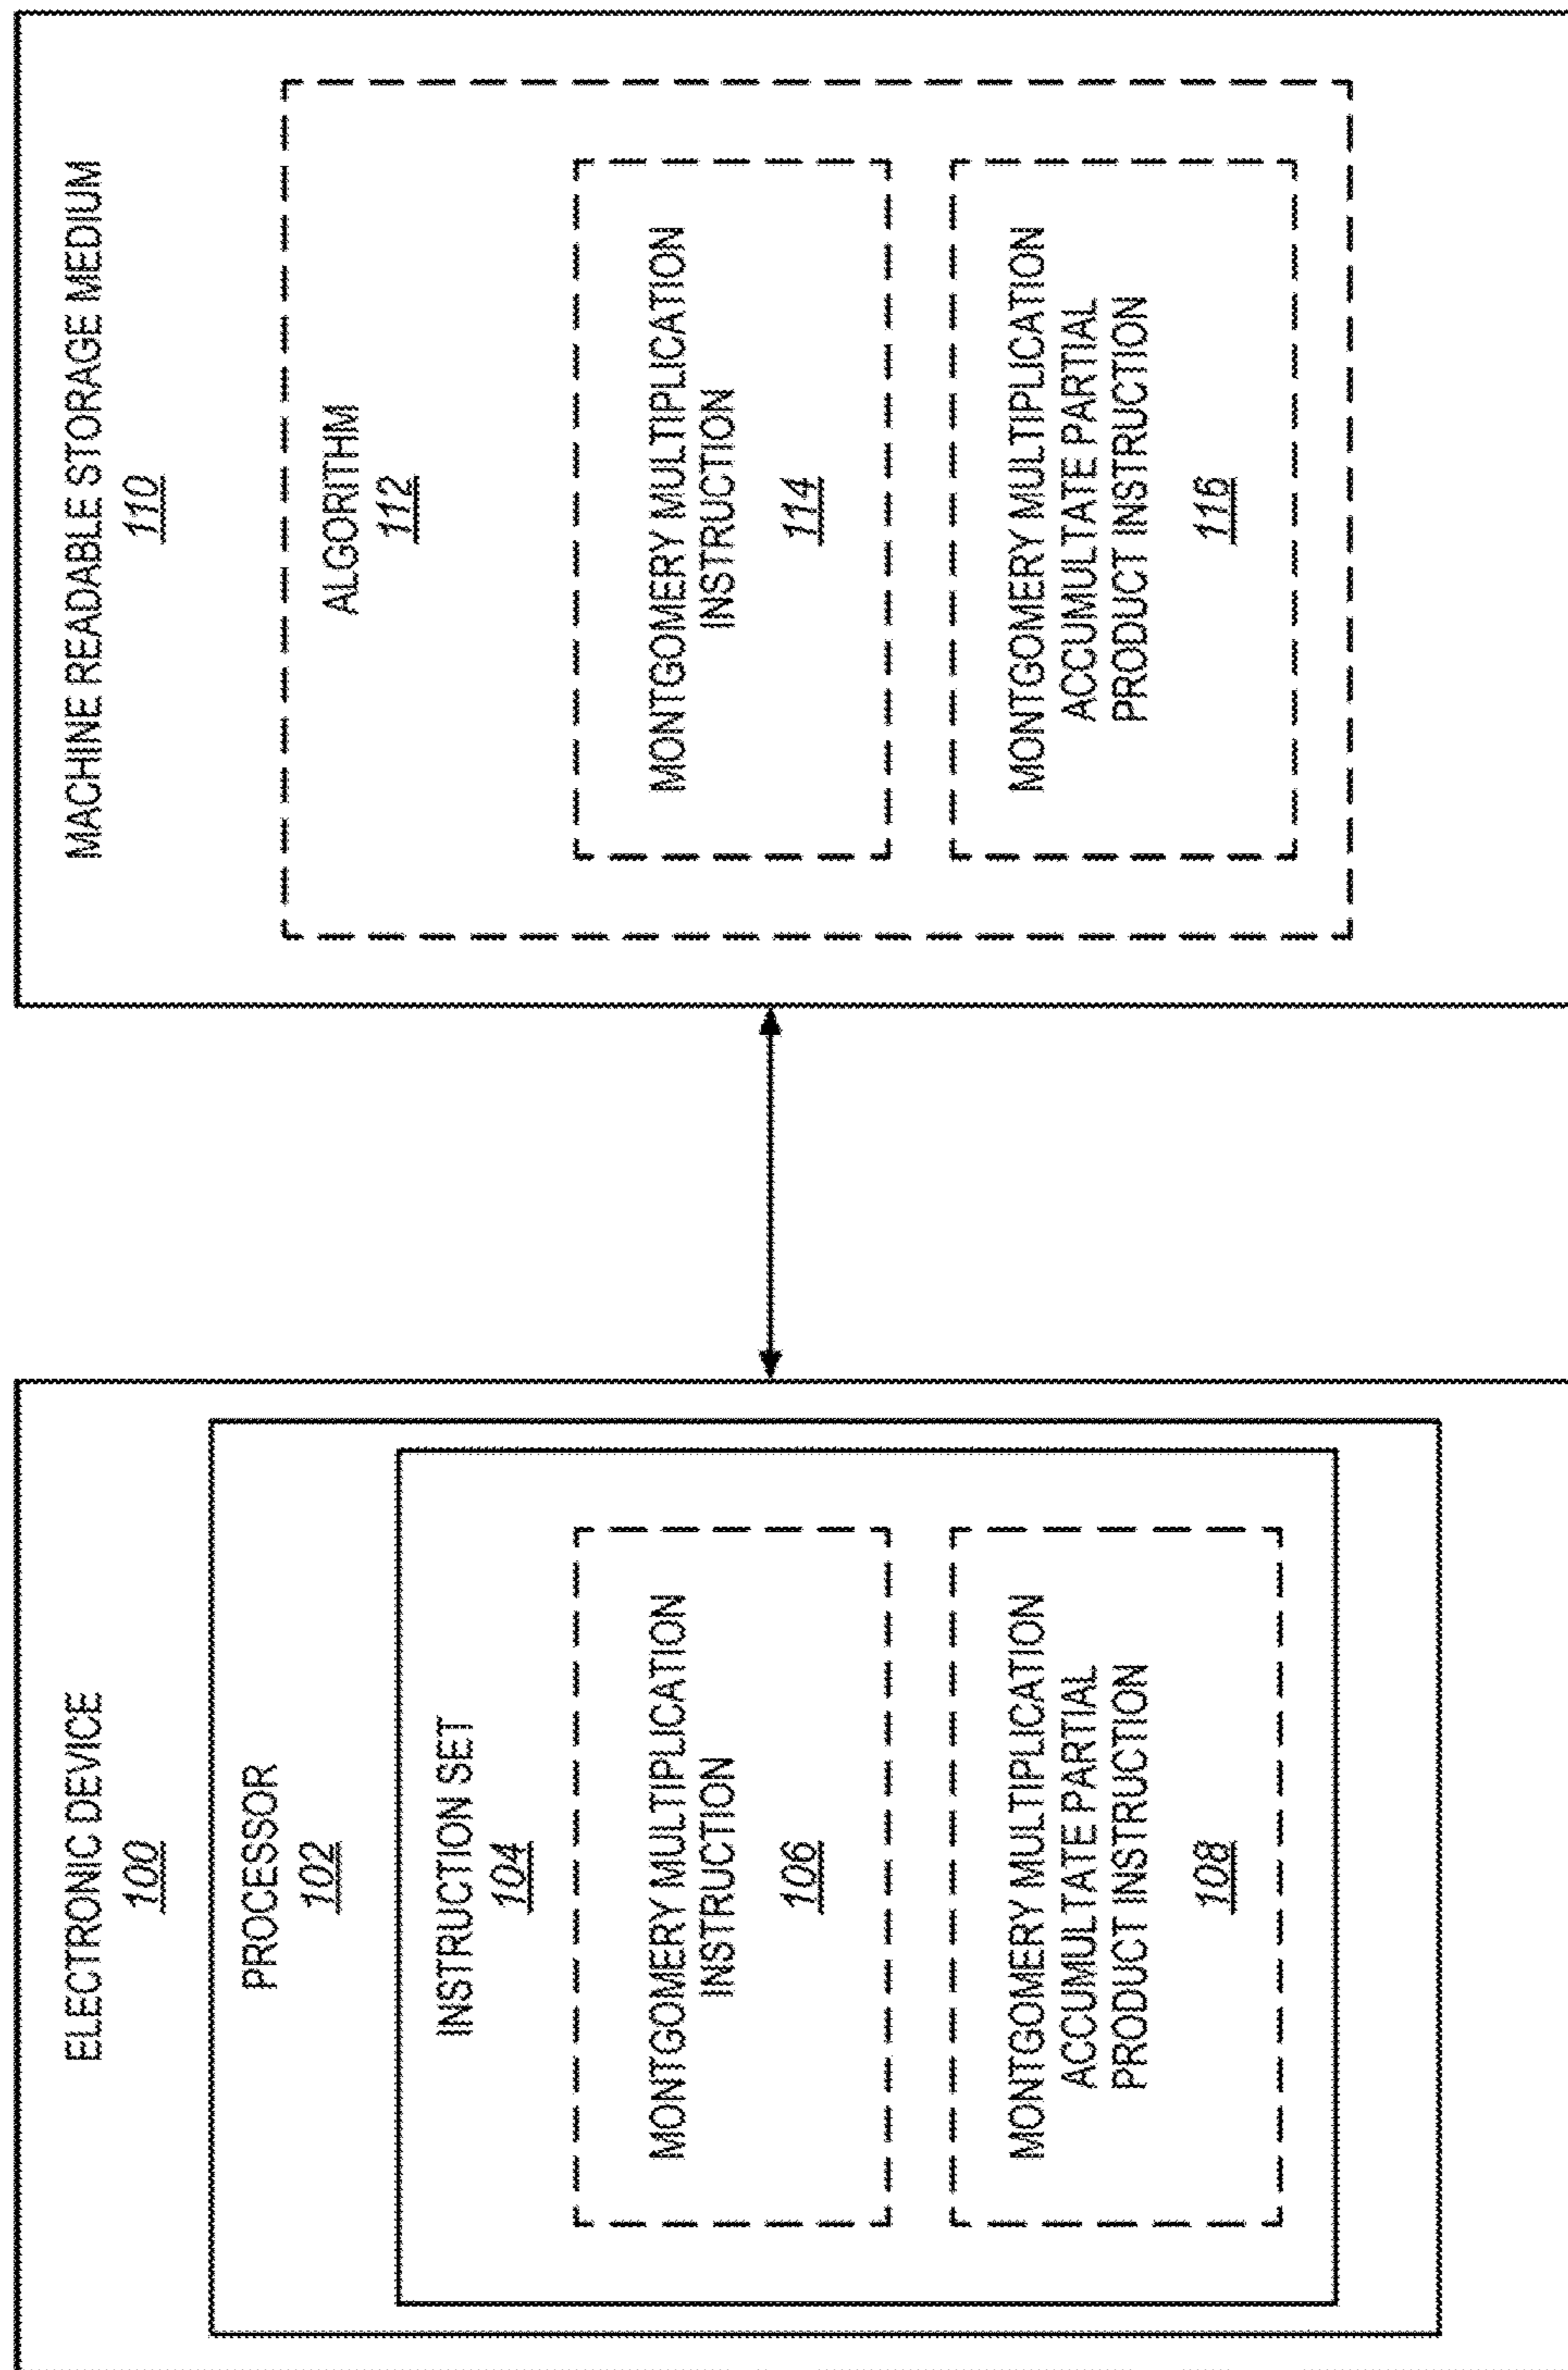 ELECTRONIC DEVICE
100
PROCESSOR
102
INSTRUCTION SET
104
MONTGOMERY MULTIPLICATION
INSTRUCTION
106
MONTGOMERY MULTIPLICATION
ACCUMULTATE PARTIAL
PRODUCT INSTRUCTION
108
MACHINE READABLE STORAGE MEDIUM
110
ALGORITHM
112
MONTGOMERY MULTIPLICATION
INSTRUCTION
114
MONTGOMERY MULTIPLICATION
ACCUMULTATE PARTIAL
PRODUCT INSTRUCTION
116